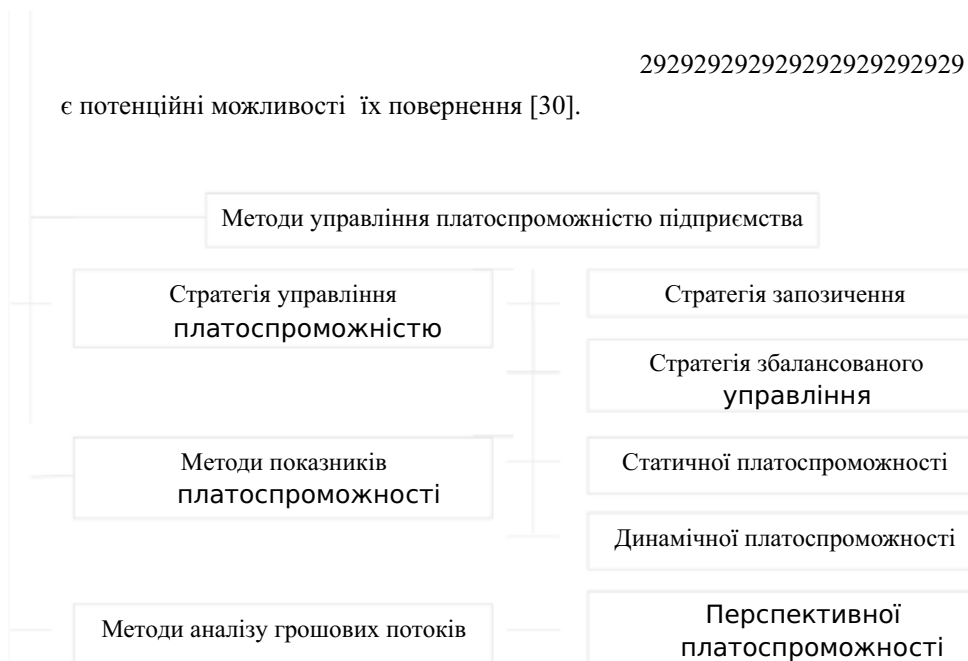 292929292929292929292929
є потенційні можливості їх повернення [30].
Методи управління платоспроможністю підприємства
Стратегія управління
платоспроможністю
Стратегія запозичення
Стратегія збалансованого
управління
Методи показників
платоспроможності
Статичної платоспроможності
Динамічної платоспроможності
Методи аналізу грошових потоків
Перспективної
платоспроможності